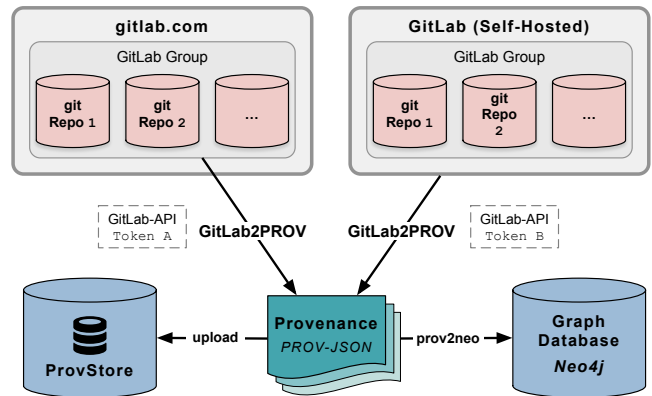 gitlab.com
GitLab Group
git
Repo 1
git
Repo 2
...
GitLab (Self-Hosted)
GitLab Group
git
Repo 1
git
Repo
2
...
GitLab-API
Token A
GitLab2PROV
GitLab2PROV
GitLab-API
Token B
ProvStore
upload
Provenance
PROV-JSON
prov2neo
Graph
Database
Neo4j